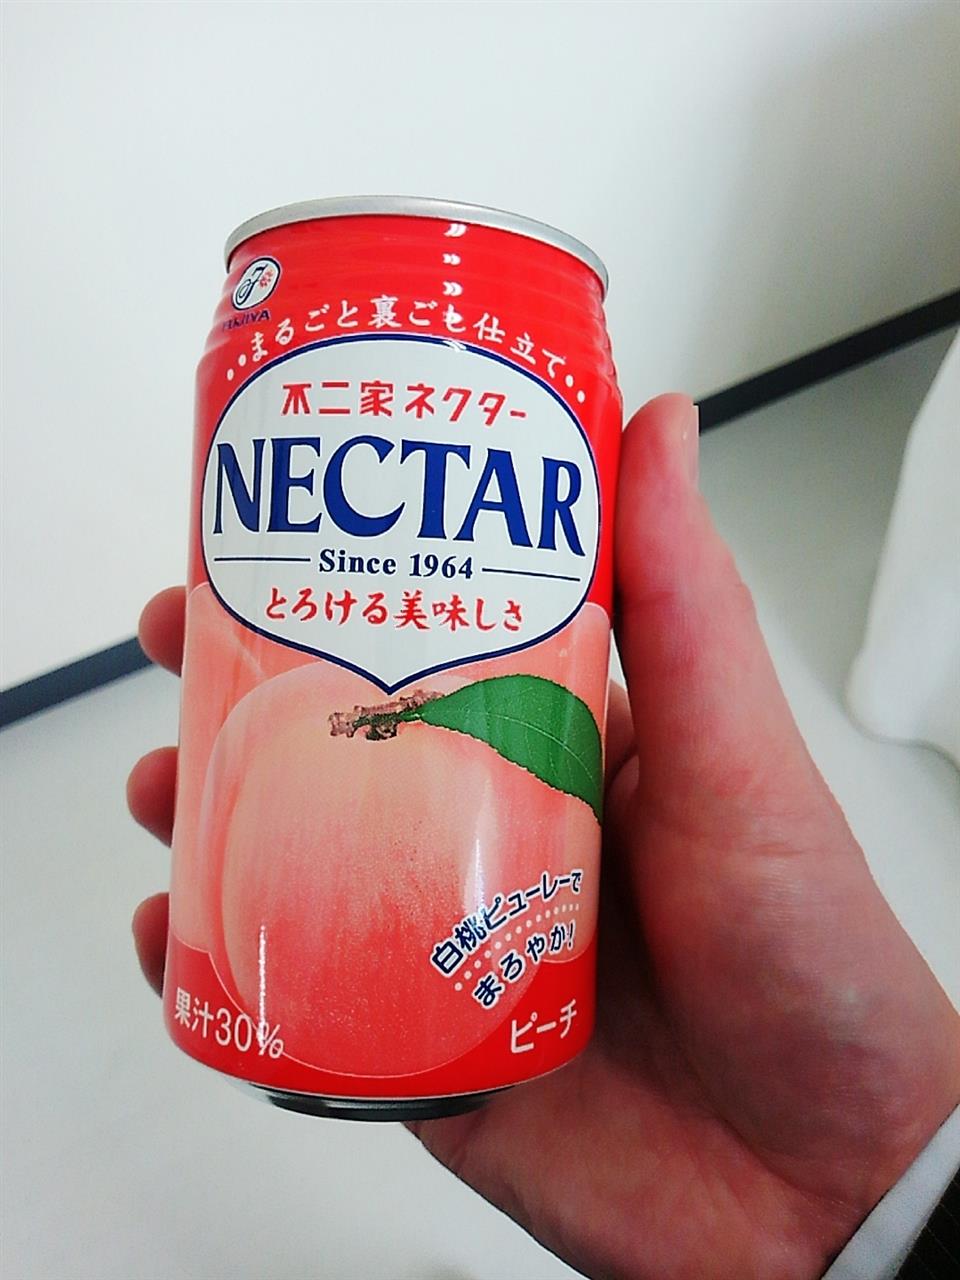 FUJIYA
まるごと裏ごし仕立て
不二家ネクター
NECTAR
Since 1964
とろける美味しさ
白桃ピューレーで
まろやか!
果汁30%
ピーチ